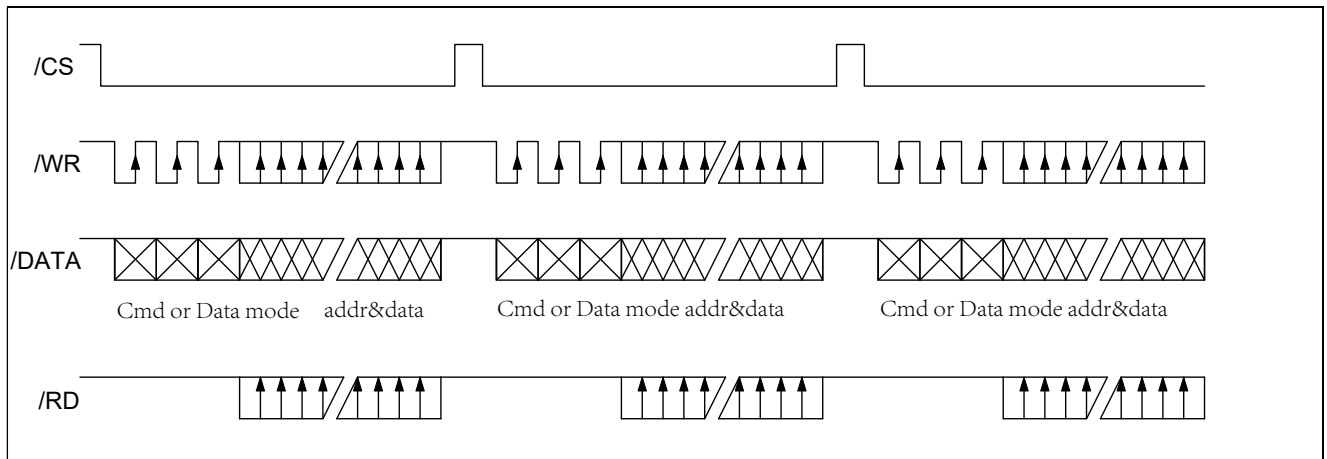 /CS
/WR
/DATA
Cmd or Data mode addr&data
Cmd or Data mode addr&data
Cmd or Data mode addr&data
/RD